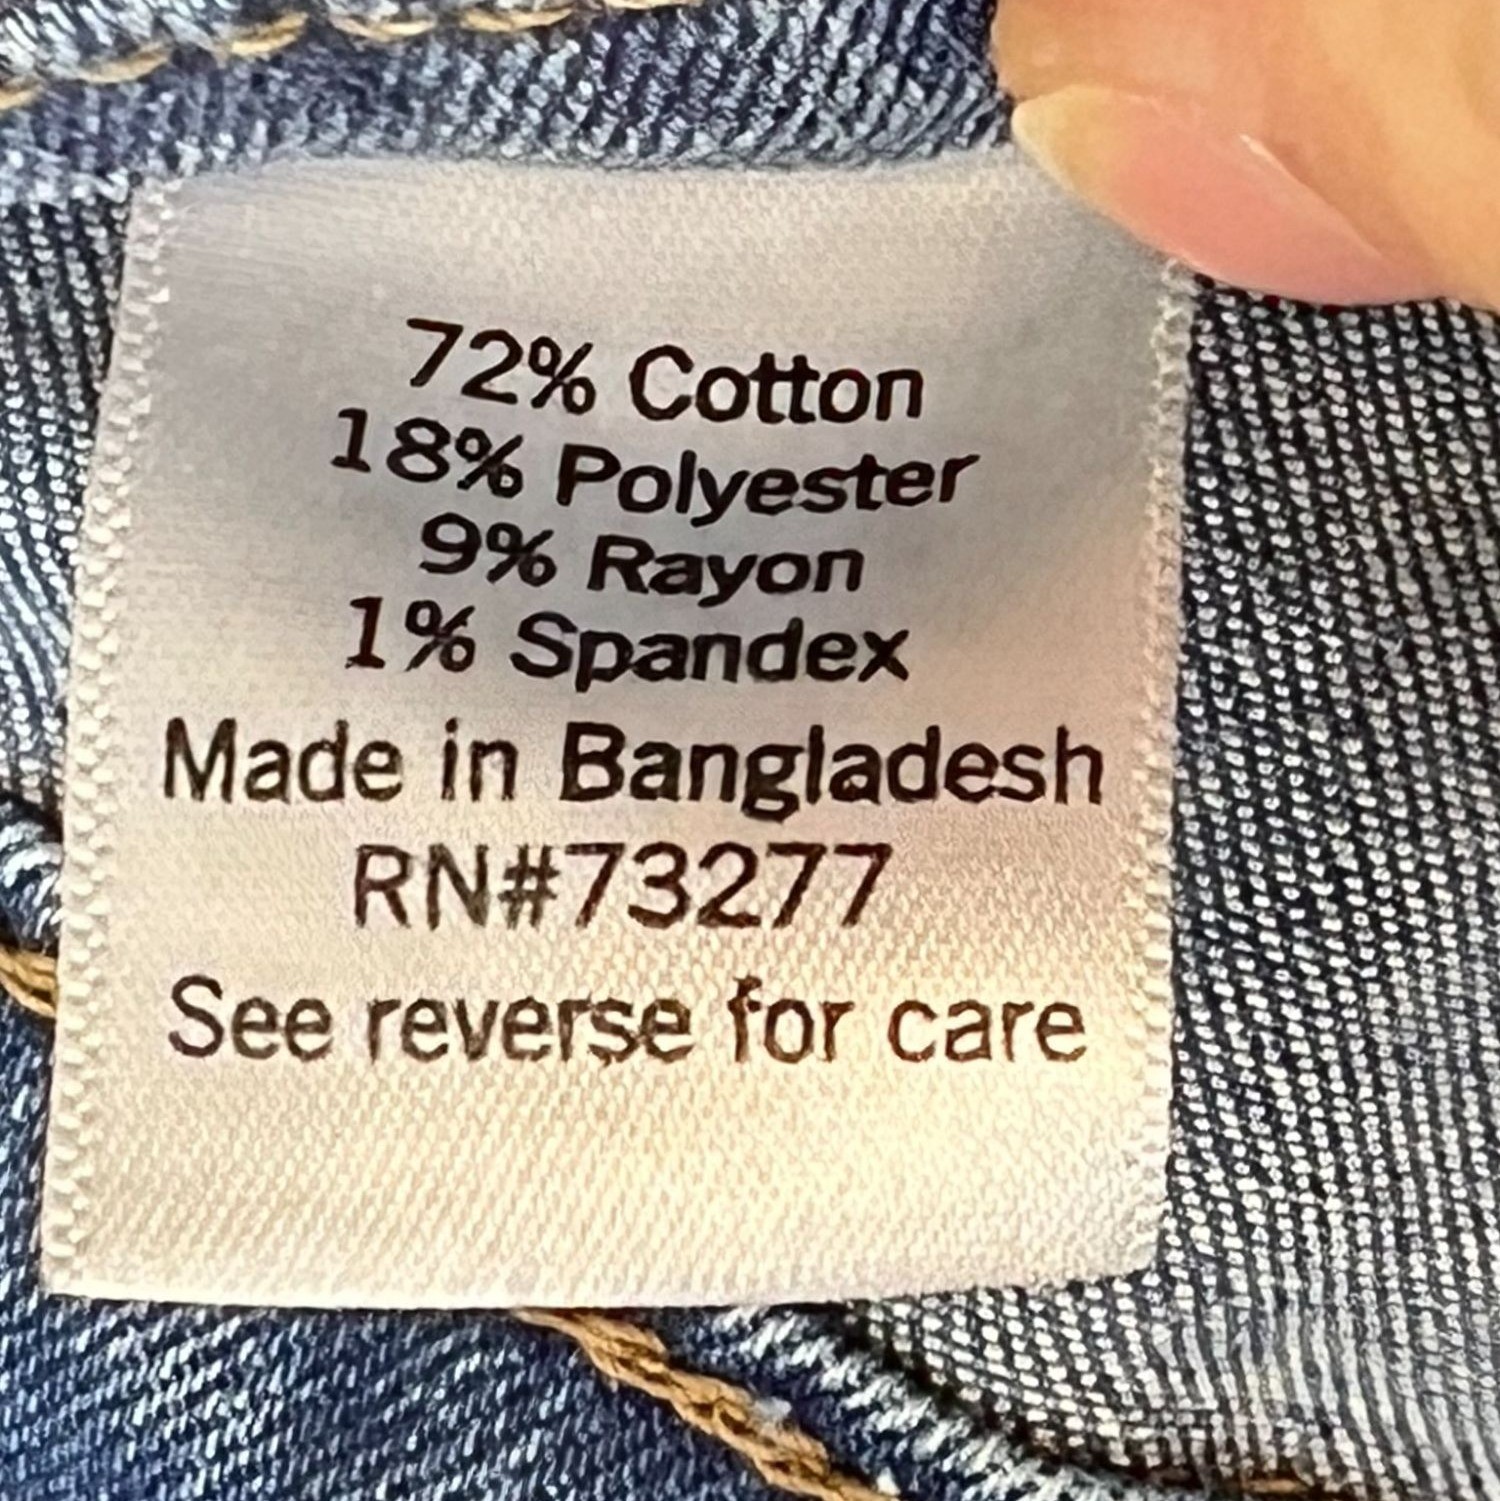 72% Cotton
18% Polyester
9% Rayon
1% Spandex
Made in Bangladesh
RN#73277
See reverse for care